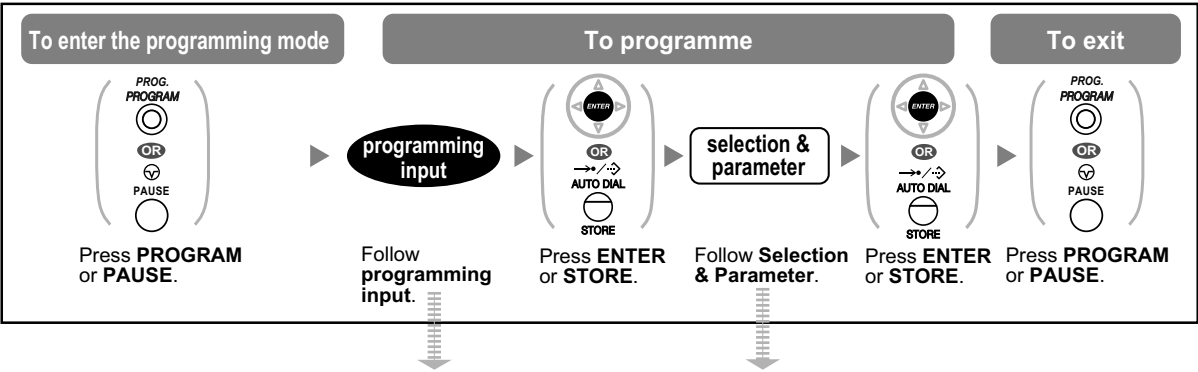 To enter the programming mode
To programme
To exit
PROG.
PROGRAM
OR
PAUSE
Press PROGRAM
or PAUSE.
programming
input
Follow
programming
input.
ENTER
OR
AUTO DIAL
STORE
Press ENTER
or STORE.
selection &
parameter
Follow Selection
& Parameter.
ENTER
OR
AUTO DIAL
STORE
Press ENTER
or STORE.
PROG.
PROGRAM
OR
PAUSE
Press PROGRAM
or PAUSE.